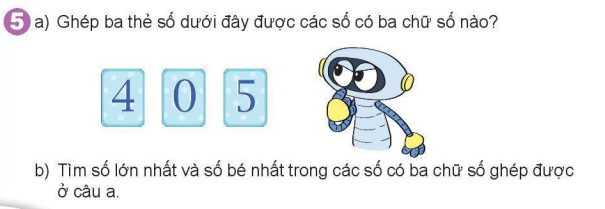 5 a) Ghép ba thẻ số dưới đây được các số có ba chữ số nào?
4 0 5
b) Tìm số lớn nhất và số bé nhất trong các số có ba chữ số ghép được
ở câu a.